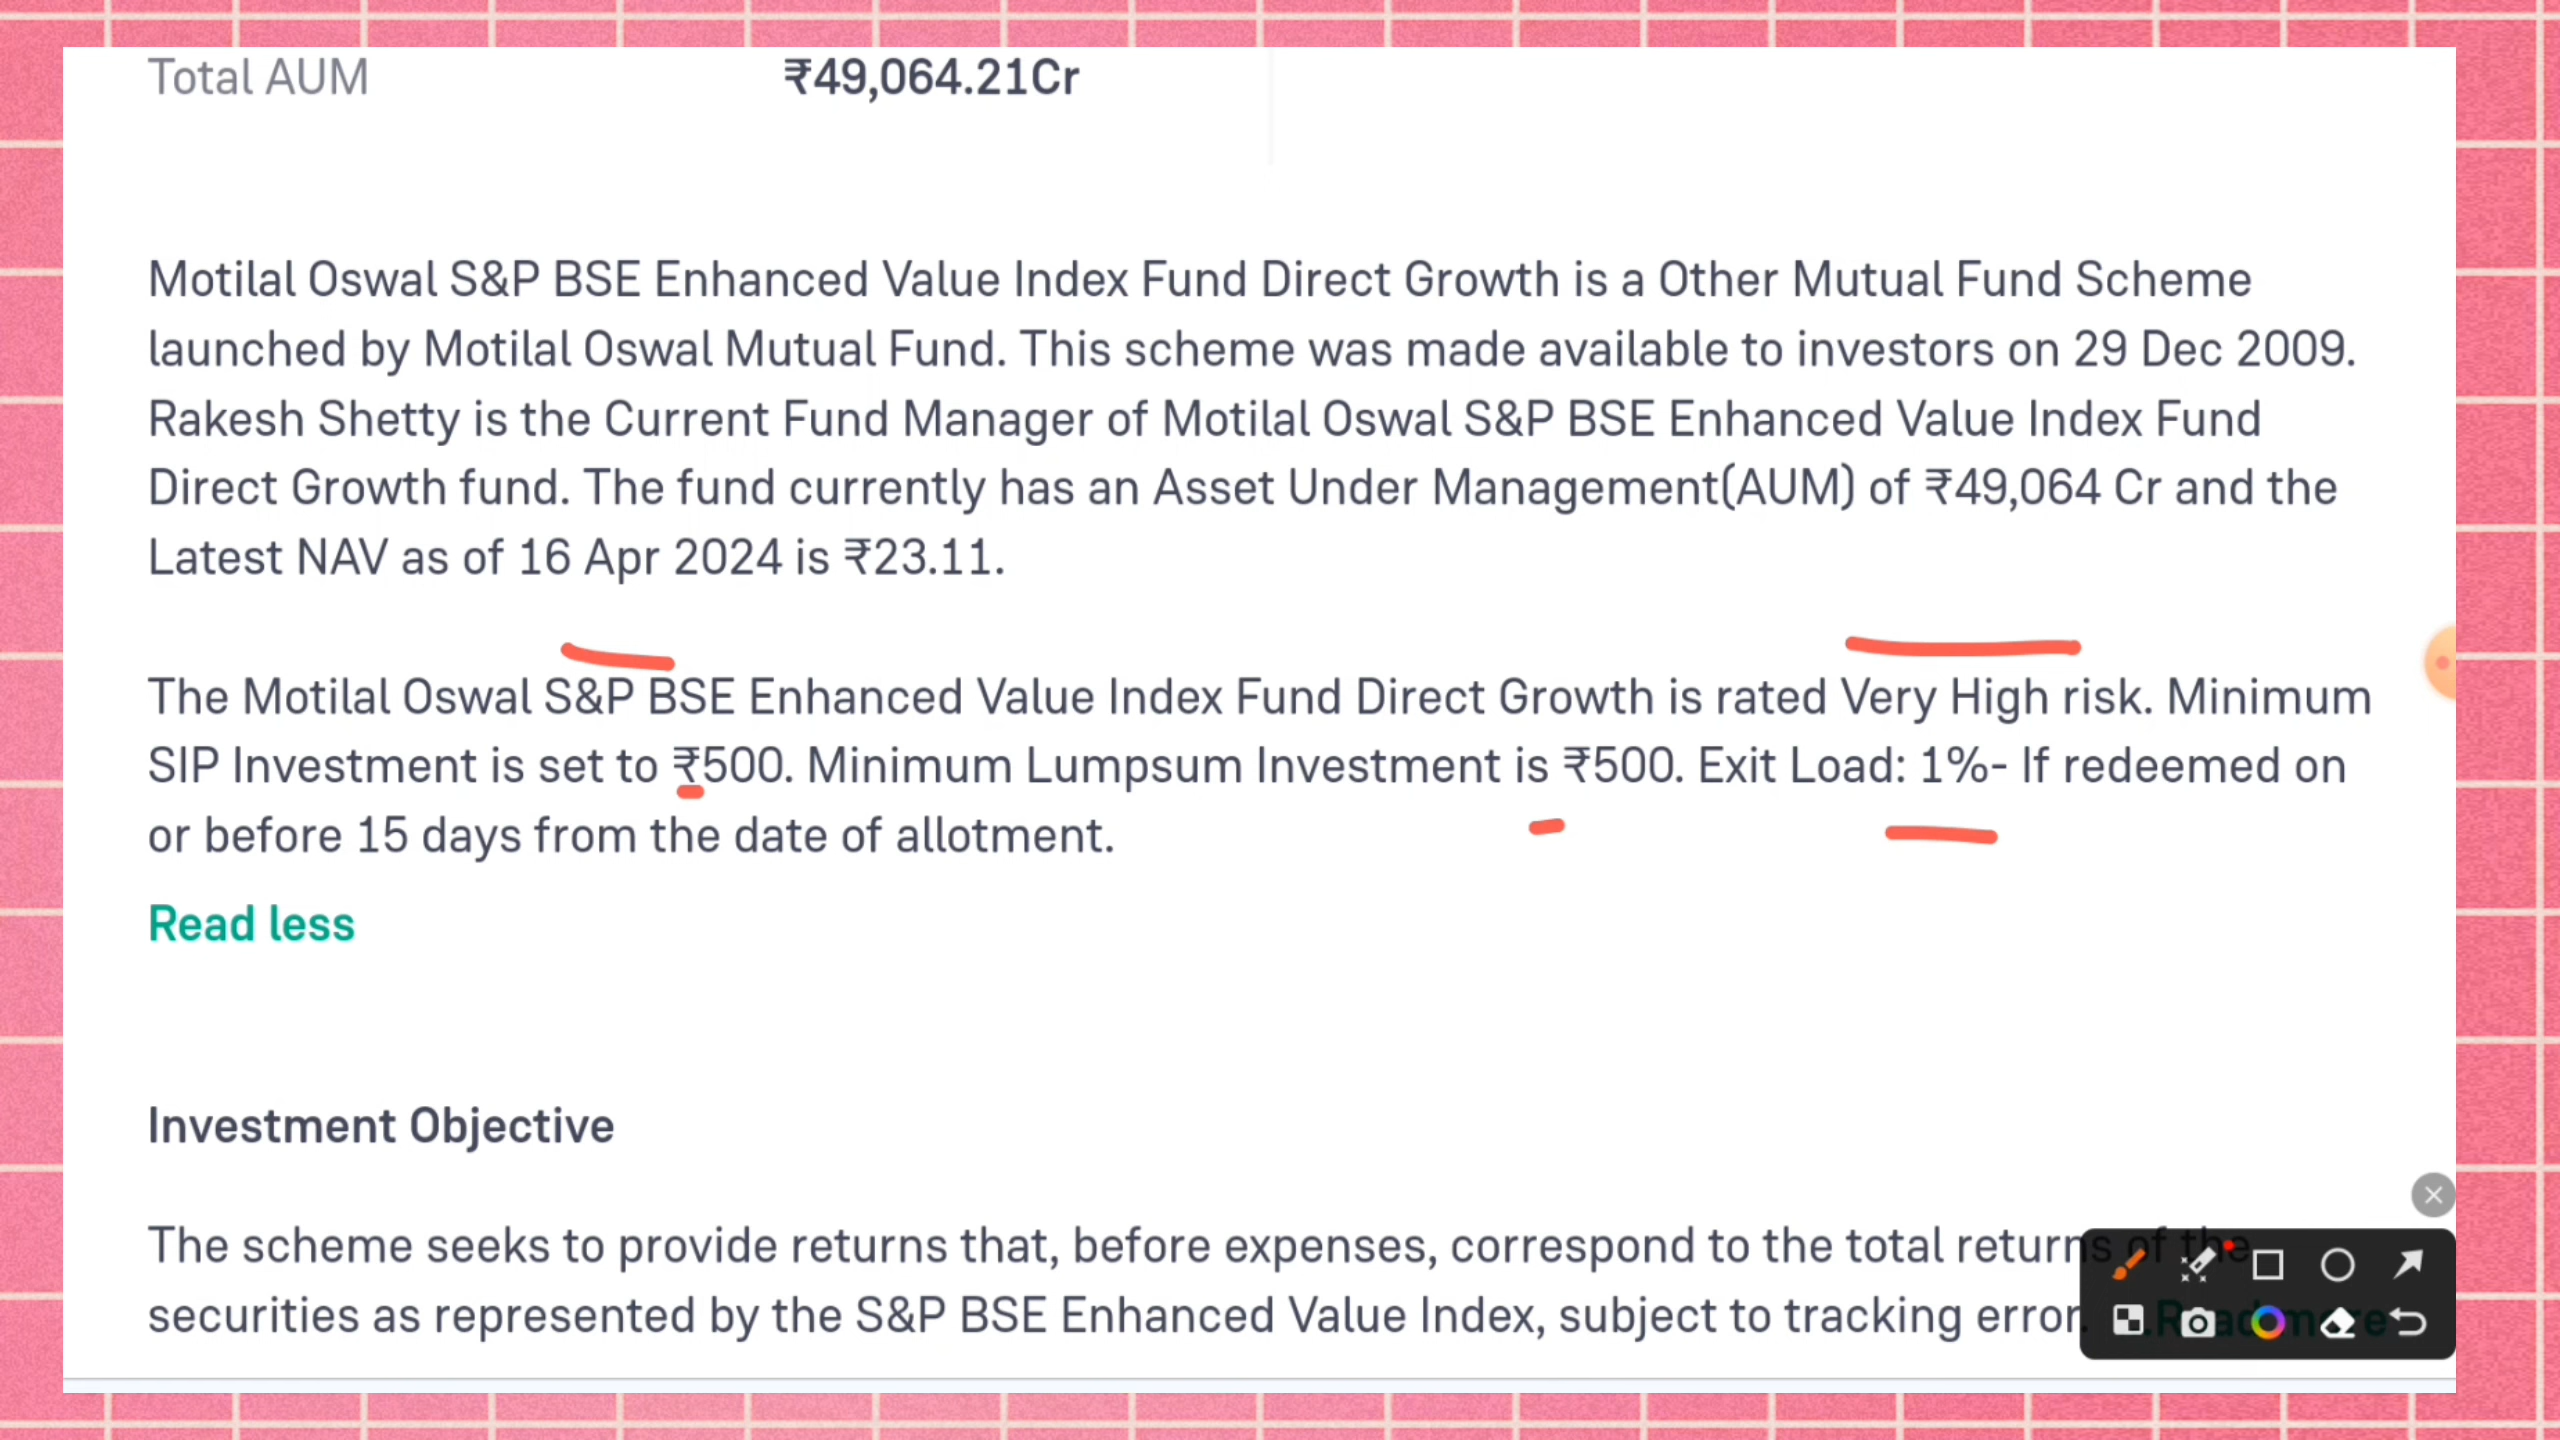 Total AUM ₹49,064.21Cr
Motilal Oswal S&P BSE Enhanced Value Index Fund Direct Growth is a Other Mutual Fund Scheme
launched by Motilal Oswal Mutual Fund. This scheme was made available to investors on 29 Dec 2009.
Rakesh Shetty is the Current Fund Manager of Motilal Oswal S&P BSE Enhanced Value Index Fund
Direct Growth fund. The fund currently has an Asset Under Management(AUM) of ₹49,064 Cr and the
Latest NAV as of 16 Apr 2024 is ₹23.11.
The Motilal Oswal S&P BSE Enhanced Value Index Fund Direct Growth is rated Very High risk. Minimum
SIP Investment is set to ₹500. Minimum Lumpsum Investment is ₹500. Exit Load: 1%- If redeemed on
or before 15 days from the date of allotment.
Read less
Investment Objective
The scheme seeks to provide returns that, before expenses, correspond to the total returns of the
securities as represented by the S&P BSE Enhanced Value Index, subject to tracking error. ..Read more